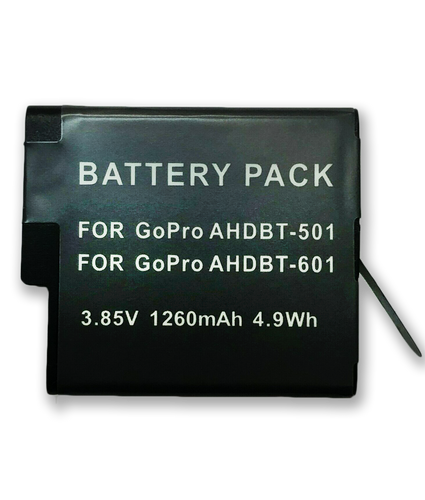 BATTERY PACK
FOR GoPro AHDBT-501
FOR GoPro AHDBT-601
3.85V 1260mAh 4.9Wh